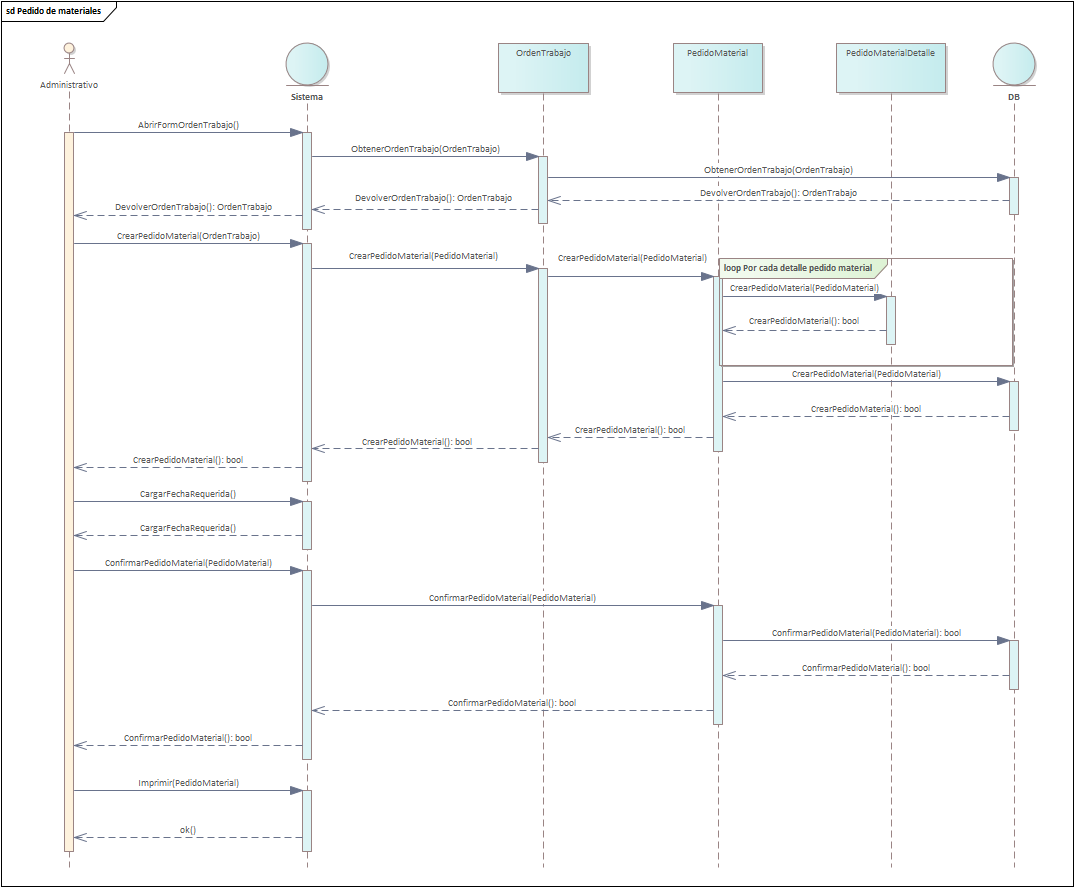 sd Pedido de materiales
Administrativo
Sistema
OrdenTrabajo
PedidoMaterial
PedidoMaterialDetalle
DB
AbrirFormOrdenTrabajo()
ObtenerOrdenTrabajo(OrdenTrabajo)
ObtenerOrdenTrabajo(OrdenTrabajo)
DevolverOrdenTrabajo(): OrdenTrabajo
DevolverOrdenTrabajo(): OrdenTrabajo
DevolverOrdenTrabajo(): OrdenTrabajo
CrearPedidoMaterial(OrdenTrabajo)
CrearPedidoMaterial(PedidoMaterial)
CrearPedidoMaterial(PedidoMaterial)
loop Por cada detalle pedido material
CrearPedidoMaterial(PedidoMaterial)
CrearPedidoMaterial(): bool
CrearPedidoMaterial(PedidoMaterial)
CrearPedidoMaterial(): bool
CrearPedidoMaterial(): bool
CrearPedidoMaterial(): bool
CrearPedidoMaterial(): bool
CargarFechaRequerida()
CargarFechaRequerida()
ConfirmarPedidoMaterial(PedidoMaterial)
ConfirmarPedidoMaterial(PedidoMaterial)
ConfirmarPedidoMaterial(PedidoMaterial): bool
ConfirmarPedidoMaterial(): bool
ConfirmarPedidoMaterial(): bool
ConfirmarPedidoMaterial(): bool
Imprimir(PedidoMaterial)
ok()